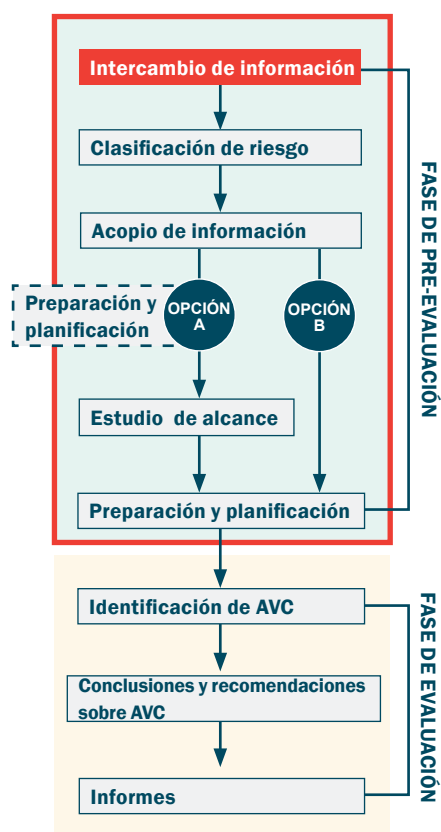 Intercambio de información
Clasificación de riesgo
Acopio de información
Preparación y
planificación
OPCIÓN
A
OPCIÓN
B
Estudio de alcance
Preparación y planificación
FASE DE PRE-EVALUACIÓN
Identificación de AVC
Conclusiones y recomendaciones
sobre AVC
Informes
FASE DE EVALUACIÓN